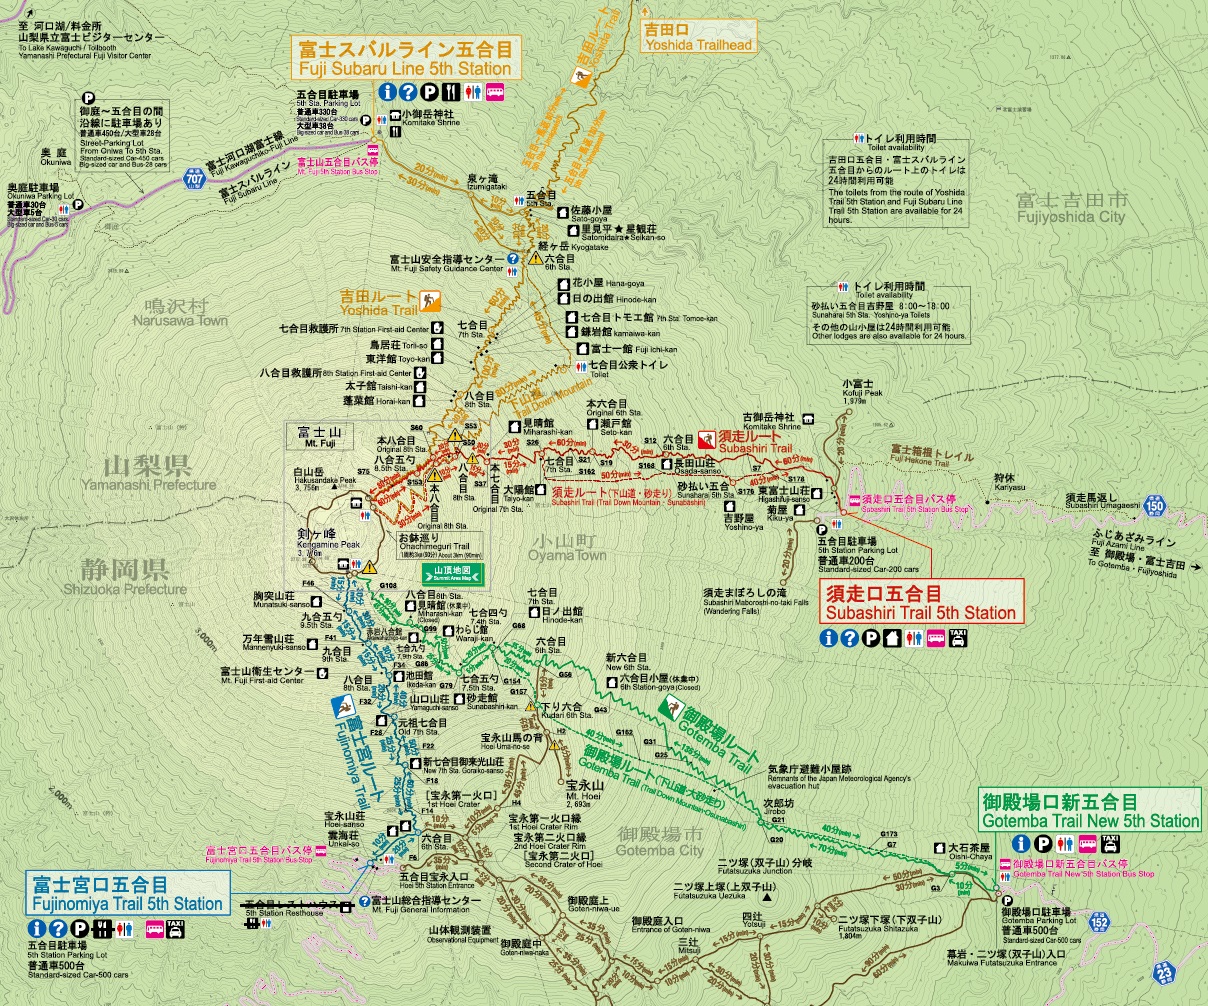 至 河口湖/料金所
山梨県立富士ビジターセンター
To Lake Kawaguchi / Tollbooth
Yamanashi Prefectural Fuji Visitor Center
富士スバルライン五合目
Fuji Subaru Line 5th Station
吉田口
Yoshida Trailhead
吉田ルート
Yoshida Trail
御庭~五合目の間
沿線に駐車場あり
普通車450台/大型車28台
Street-Parking Lot
From Oniwa To 5th Sta.
Standard-sized Car-450 cars
Big-sized car and Bus-28 cars
五合目駐車場
5th Sta. Parking Lot
普通車330台
Standard-sized Car-330 cars
大型車38台
Big-sized car and Bus-38 cars
小御岳神社
Komitake Shrine
富士山五合目バス停
Mt. Fuji 5th Station Bus Stop
奥庭
Okuniwa
奥庭駐車場
Okuniwa Parking Lot
普通車30台
大型車5台
富士河口湖富士線
Fuji Kawaguchiko-Fuji Line
富士スバルライン
Fuji Subaru Line
707
泉ヶ滝
Izumigataki
五合目
5th Sta.
佐藤小屋
Sato-goya
里見平★星観荘
Satomidaira★Seikan-so
経ヶ岳 Kyogatake
六合目
6th Sta.
富士山安全指導センター
Mt. Fuji Safety Guidance Center
トイレ利用時間
Toilet availability
吉田口五合目・富士スバルライン
五合目からのルート上のトイレは
24時間利用可能
The toilets from the route of Yoshida
Trail 5th Station and Fuji Subaru Line
Trail 5th Station are available for 24
hours.
富士吉田市
Fujiyoshida City
トイレ利用時間
Toilet availability
砂払い五合目吉野屋 8:00~18:00
Sunaharai 5th Sta. Yoshino-ya Toilets
その他の山小屋は24時間利用可能
Other lodges are also available for 24 hours.
鳴沢村
Narusawa Town
吉田ルート
Yoshida Trail
花小屋 Hana-goya
日の出館 Hinode-kan
七合目トモエ館 7th Sta. Tomoe-kan
鎌岩館 kamaiwa-kan
富士一館 Fuji ichi-kan
七合目公衆トイレ
Toilet
七合目救護所 7th Station First-aid Center
七合目
7th Sta.
鳥居荘 Torii-so
東洋館 Toyo-kan
八合目救護所 8th Station First-aid Center
太子館 Taishi-kan
蓬莱館 Horai-kan
八合目
8th Sta.
下山道
Trail Down Mountain
小富士
Kofuji Peak
1,979m
古御岳神社
Komitake Shrine
富士山
Mt. Fuji
見晴館
Miharashi-kan
本六合目
Original 6th Sta.
瀬戸館
Seto-kan
六合目
6th Sta.
須走ルート
Subashiri Trail
富士箱根トレイル
Fuji Hakone Trail
本八合目
Original 8th Sta.
八合五勺
8.5th Sta.
白山岳
Hakusandake Peak
3,756m
八合目
8th Sta.
本七合目
Original 7th Sta.
七合目
7th Sta.
大陽館
Taiyo-kan
長田山荘
Osada-sanso
砂払い五合
Sunaharai 5th Sta.
吉野屋
Yoshino-ya
東富士山荘
Higashifuji-sanso
菊屋
Kiku-ya
須走ルート(下山道・砂走り)
Subashiri Trail (Trail Down Mountain・Sunabashiri)
須走口五合目バス停
Subashiri Trail 5th Station Bus Stop
狩休
Kariyasu
須走馬返し
Subashiri Umagaeshi
150
ふじあざみライン
Fuji Azami Line
至 御殿場・富士吉田
To Gotemba・Fujiyoshida
山梨県
Yamanashi Prefecture
静岡県
Shizuoka Prefecture
剣ヶ峰
Kengamine Peak
3,776m
本八合目
Original 8th Sta.
お鉢巡り
Ohachimeguri Trail
1周約3km(90分) About 3km (90min)
山頂地図
Summit Area Map
小山町
OyamaTown
五合目駐車場
5th Station Parking Lot
普通車200台
Standard-sized Car-200 cars
須走まぼろしの滝
Subashiri Maboroshi-no-taki Falls
(Wandering Falls)
須走口五合目
Subashiri Trail 5th Station
TAXI
胸突山荘
Munatsuki-sanso
九合五勺
9.5th Sta.
万年雪山荘
Mannenyuki-sanso
九合目
9th Sta.
富士山衛生センター
Mt. Fuji First-aid Center
八合目
8th Sta.
池田館
Ikeda-kan
八合目 8th Sta.
見晴館(休業中)
Miharashi-kan
(Closed)
赤岩八合館
七合九勺
7.9th Sta.
わらじ館
Waraji-kan
七合四勺
7.4th Sta.
七合目
7th Sta.
日ノ出館
Hinode-kan
七合五勺
7.5th Sta.
砂走館
Sunabashiri-kan
六合目
6th Sta.
新六合目
New 6th Sta.
六合目小屋(休業中)
6th Station-goya(Closed)
下り六合
Kudari 6th Sta.
御殿場ルート
Gotemba Trail
御殿場ルート(下山道・大砂走り)
Gotemba Trail (Trail Down Mountain・Osunabashiri)
富士宮ルート
Fujinomiya Trail
山口山荘
Yamaguchi-sanso
元祖七合目
Old 7th Sta.
新七合目御来光山荘
New 7th Sta. Goraiko-sanso
宝永山馬の背
Hoei Uma-no-se
宝永山
Mt. Hoei
2,693m
[宝永第一火口]
1st Hoei Crater
宝永第一火口縁
1st Hoei Crater Rim
宝永第二火口縁
2nd Hoei Crater Rim
[宝永第二火口]
Second Crater of Hoei
宝永山荘
Hoei-sanso
雲海荘
Unkai-so
六合目
6th Sta.
富士宮口五合目バス停
Fujinomiya Trail 5th Station Bus Stop
五合目宝永入口
Hoei 5th Station Entrance
富士宮口五合目
Fujinomiya Trail 5th Station
TAXI
五合目駐車場
5th Station Parking Lot
普通車500台
Standard-sized Car-500 cars
五合目レストハウス
5th Station Resthouse
富士山総合指導センター
Mt. Fuji General Information
山体観測装置
Observational Equipment
御殿庭上
Goten-niwa-ue
御殿庭中
Goten-niwa-naka
御殿庭入口
Entrance of Goten-niwa
三辻
Mitsuji
四辻
Yotsuji
御殿場市
Gotemba City
気象庁避難小屋跡
Remnants of the Japan Meteorological Agency's
evacuation hut
次郎坊
Jirobo
二ツ塚(双子山)分岐
Futatsuzuka Junction
二ツ塚上塚(上双子山)
Futatsuzuka Uezuka
二ツ塚下塚(下双子山)
Futatsuzuka Shitazuka
1,804m
御殿場口新五合目
Gotemba Trail New 5th Station
TAXI
大石茶屋
Oishi-Chaya
御殿場口新五合目バス停
Gotemba Trail New 5th Station Bus Stop
御殿場口駐車場
Gotemba Parking Lot
普通車500台
Standard-sized Car-500 cars
幕岩・二ツ塚(双子山)入口
Makuiwa Futatsuzuka Entrance
152
23
3,000m
2,000m